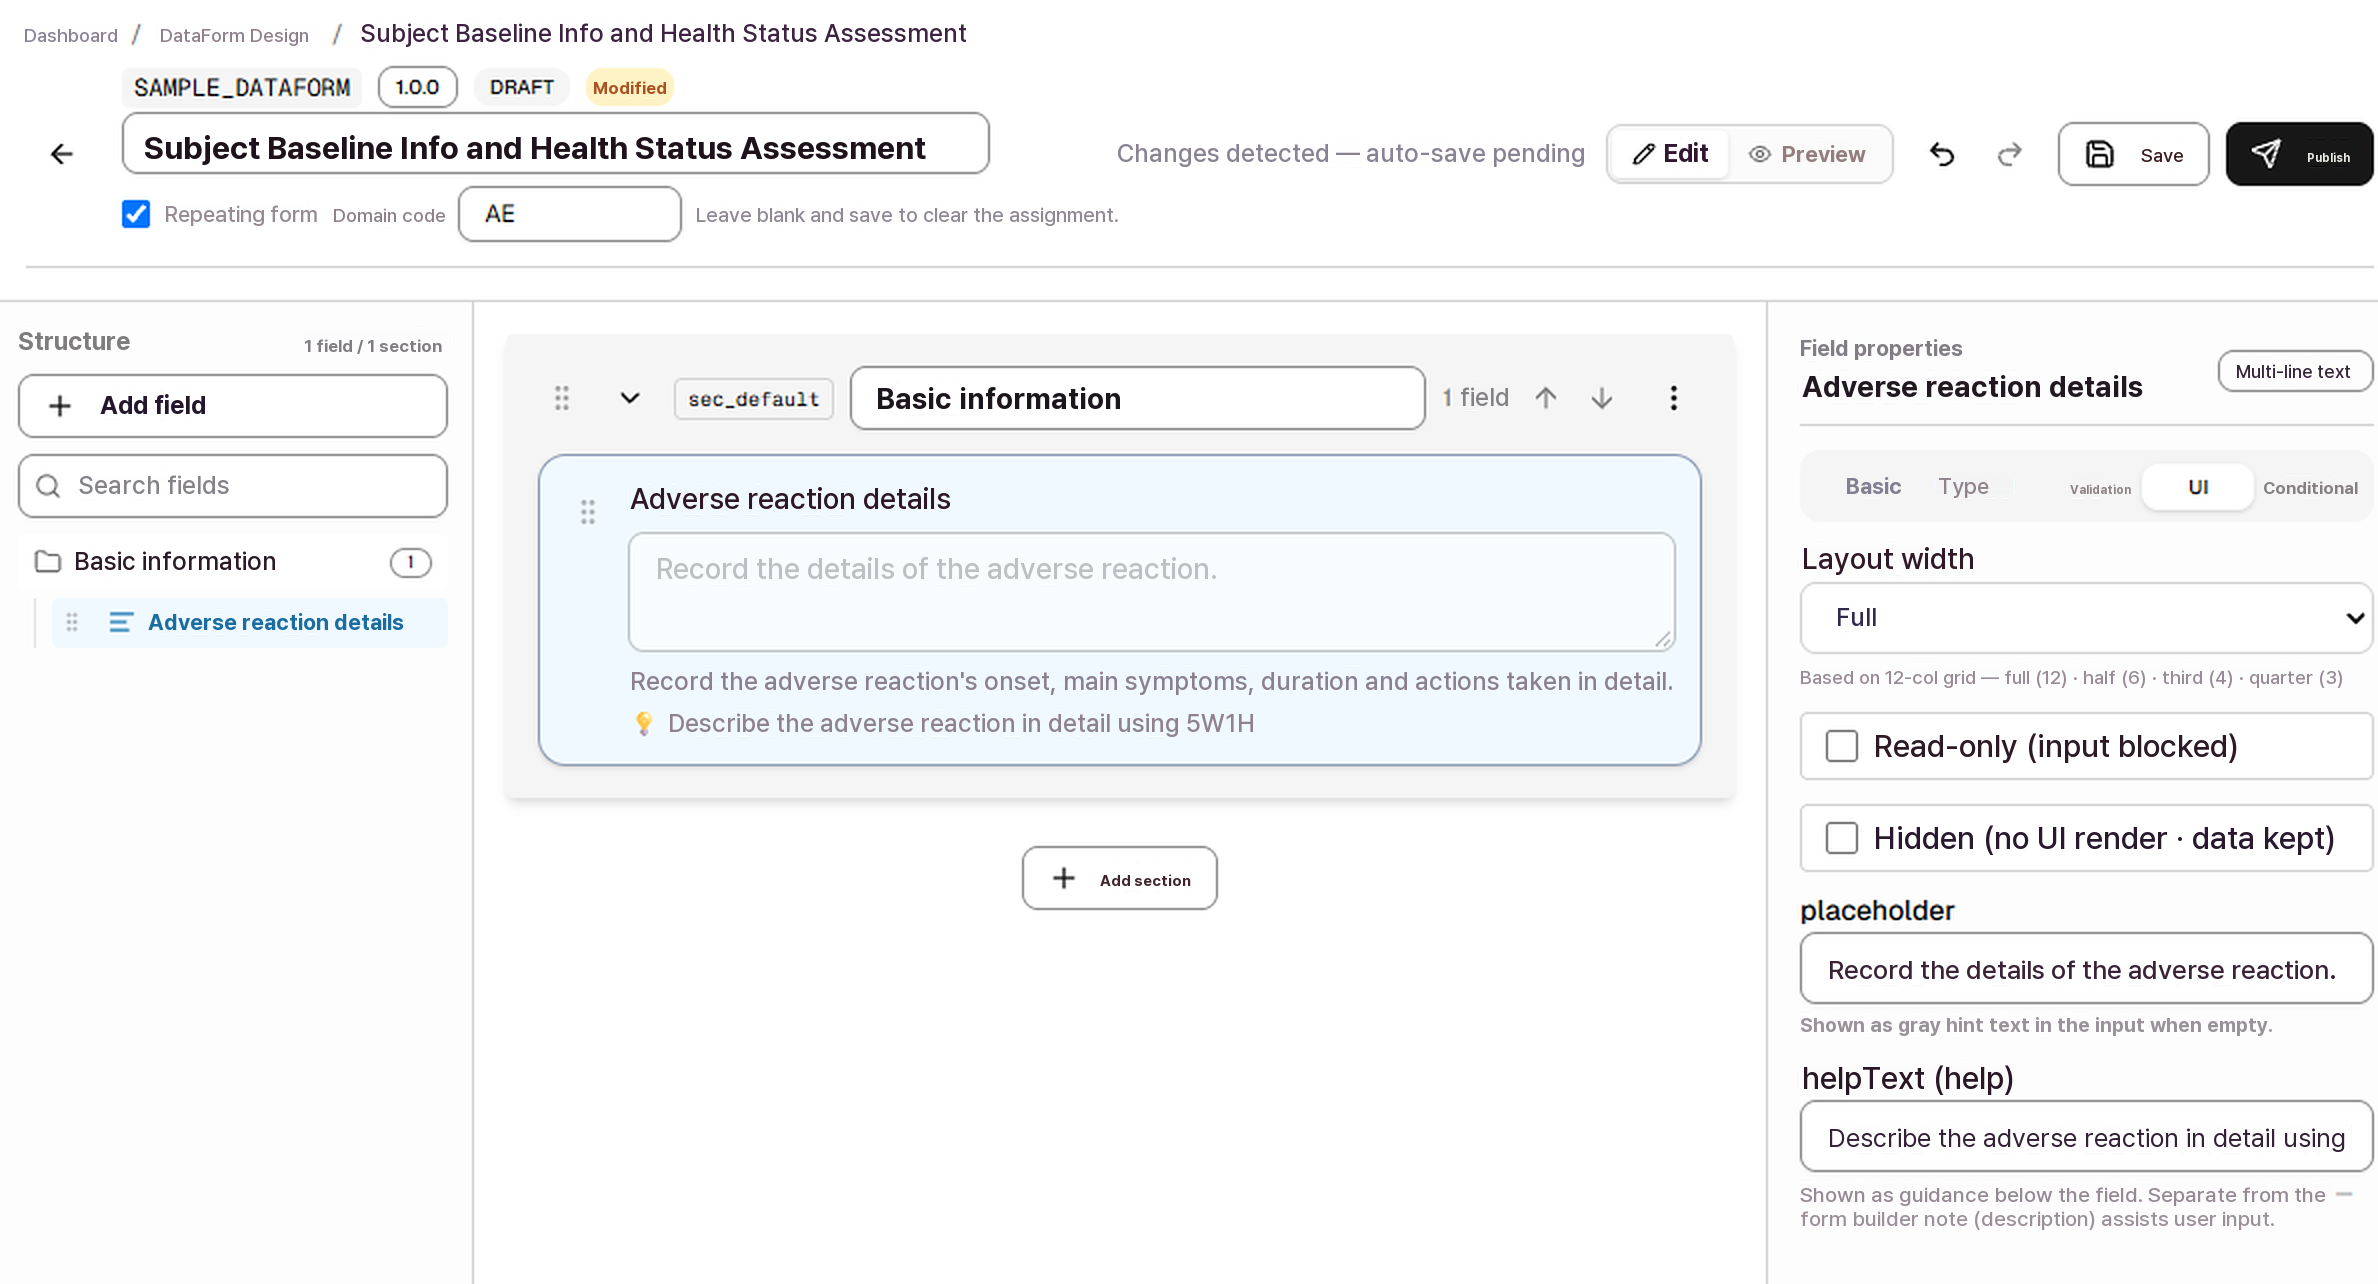 Dashboard / DataForm Design / Subject Baseline Info and Health Status Assessment
SAMPLE_DATAFORM 1.0.0 DRAFT Modified
Subject Baseline Info and Health Status Assessment
Changes detected — auto-save pending Edit Preview Save Publish
Repeating form Domain code AE Leave blank and save to clear the assignment.
Structure 1 field / 1 section
Add field
Search fields
Basic information 1
Adverse reaction details
sec_default Basic information 1 field
Adverse reaction details
Record the details of the adverse reaction.
Record the adverse reaction's onset, main symptoms, duration and actions taken in detail.
💡 Describe the adverse reaction in detail using 5W1H
Add section
Field properties
Adverse reaction details Multi-line text
Basic Type Validation UI Conditional
Layout width
Full
Based on 12-col grid — full (12) · half (6) · third (4) · quarter (3)
Read-only (input blocked)
Hidden (no UI render · data kept)
placeholder
Record the details of the adverse reaction.
Shown as gray hint text in the input when empty.
helpText (help)
Describe the adverse reaction in detail using
Shown as guidance below the field. Separate from the —
form builder note (description) assists user input.